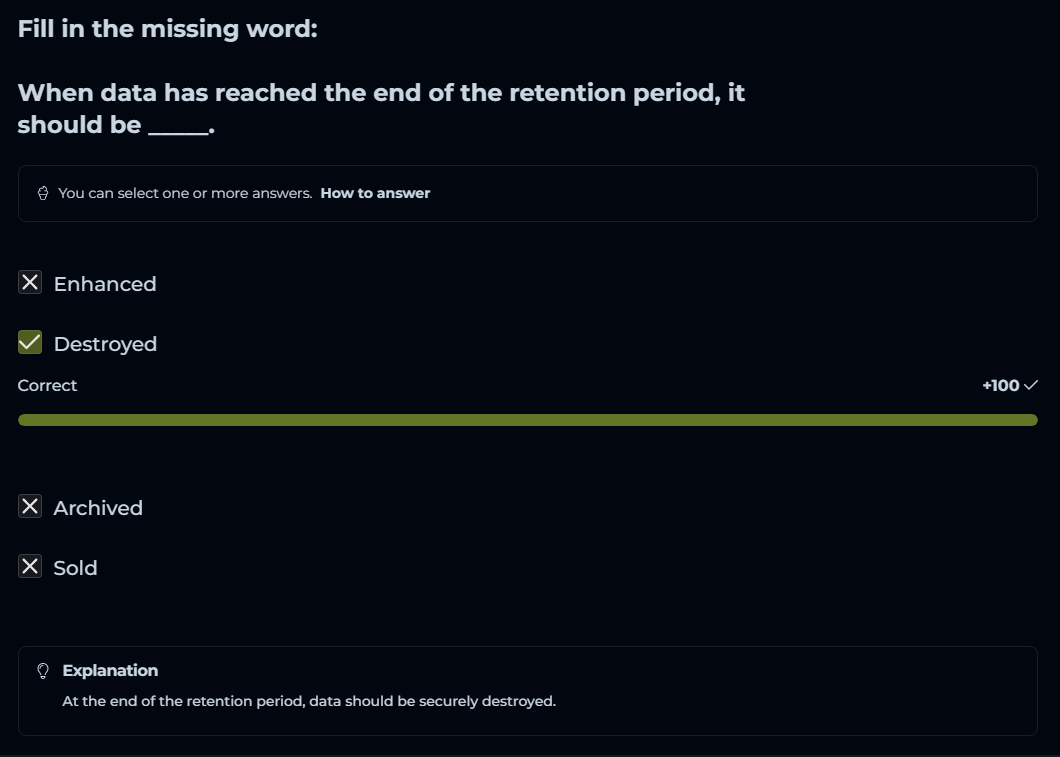 Fill in the missing word:
When data has reached the end of the retention period, it
should be _____.
You can select one or more answers. How to answer
Enhanced
Destroyed
Correct
+100
Archived
Sold
Explanation
At the end of the retention period, data should be securely destroyed.